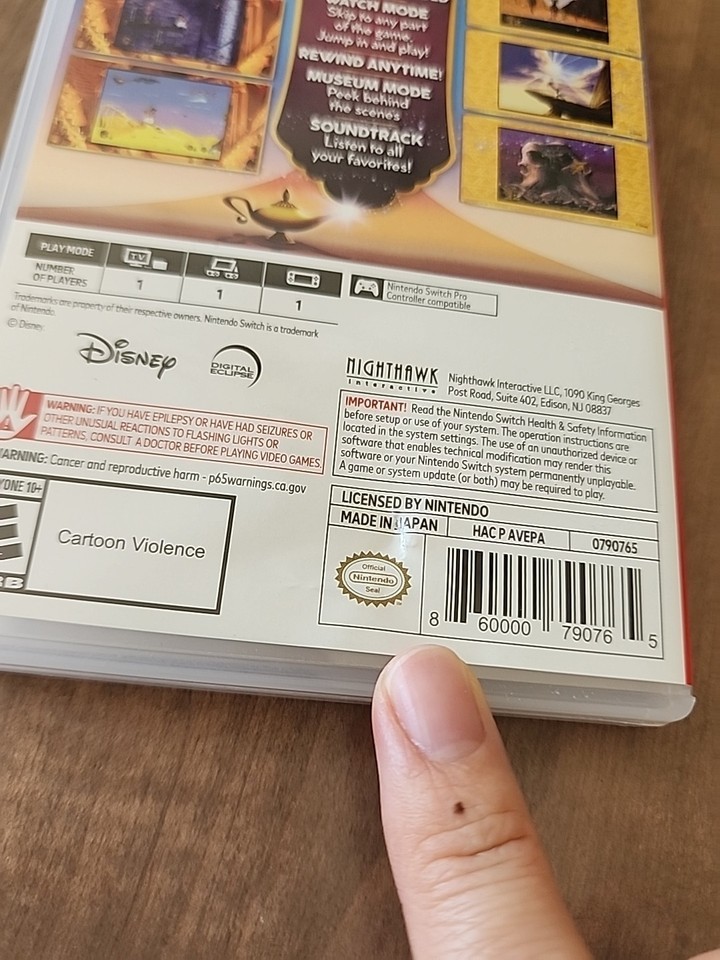 WATCH MODE
Skip to any part
of the game.
Jump in and play!
REWIND ANYTIME!
MUSEUM MODE
Peek behind
the scenes
SOUNDTRACK
Listen to all
your favorites!
PLAY MODE
TV
NUMBER
OF PLAYERS
1
1
1
Nintendo Switch Pro
Controller compatible
Trademarks are property of their respective owners. Nintendo Switch is a trademark
of Nintendo.
© Disney
Disney
DIGITAL
ECLIPSE
NIGHTHAWK
interactive
Nighthawk Interactive LLC, 1090 King Georges
Post Road, Suite 402, Edison, NJ 08837
WARNING: IF YOU HAVE EPILEPSY OR HAVE HAD SEIZURES OR
OTHER UNUSUAL REACTIONS TO FLASHING LIGHTS OR
PATTERNS, CONSULT A DOCTOR BEFORE PLAYING VIDEO GAMES.
IMPORTANT! Read the Nintendo Switch Health & Safety Information
before setup or use of your system. The operation instructions are
located in the system settings. The use of an unauthorized device or
software that enables technical modification may render this
software or your Nintendo Switch system permanently unplayable.
A game or system update (or both) may be required to play.
ARNING: Cancer and reproductive harm - p65warnings.ca.gov
YONE 10+
RB
Cartoon Violence
LICENSED BY NINTENDO
MADE IN JAPAN
HAC P AVEPA
0790765
Official
Nintendo
Seal
8 60000 79076 5